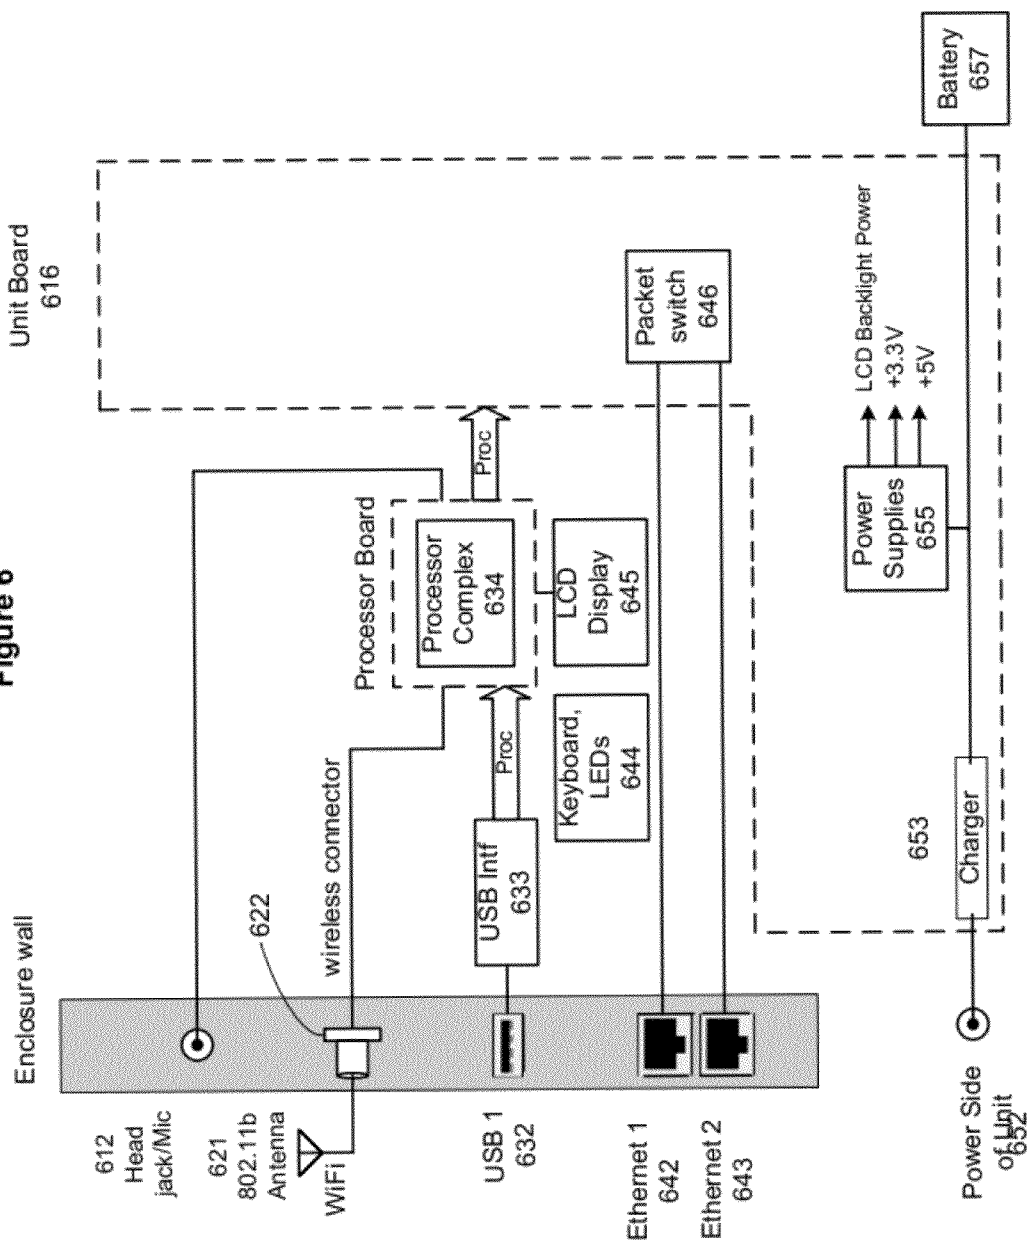 Figure 6
Enclosure wall
Unit Board
616
612
Head
jack/Mic
621
802.11b
Antenna
WiFi
622
wireless connector
Processor Board
Processor
Complex
634
Proc
USB 1
632
USB Intf
633
Proc
LCD
Display
645
Keyboard,
LEDs
644
Ethernet 1
642
Ethernet 2
643
Packet
switch
646
Power
Supplies
655
LCD Backlight Power
+3.3V
+5V
653
Charger
Power Side
of Unit
652
Battery
657